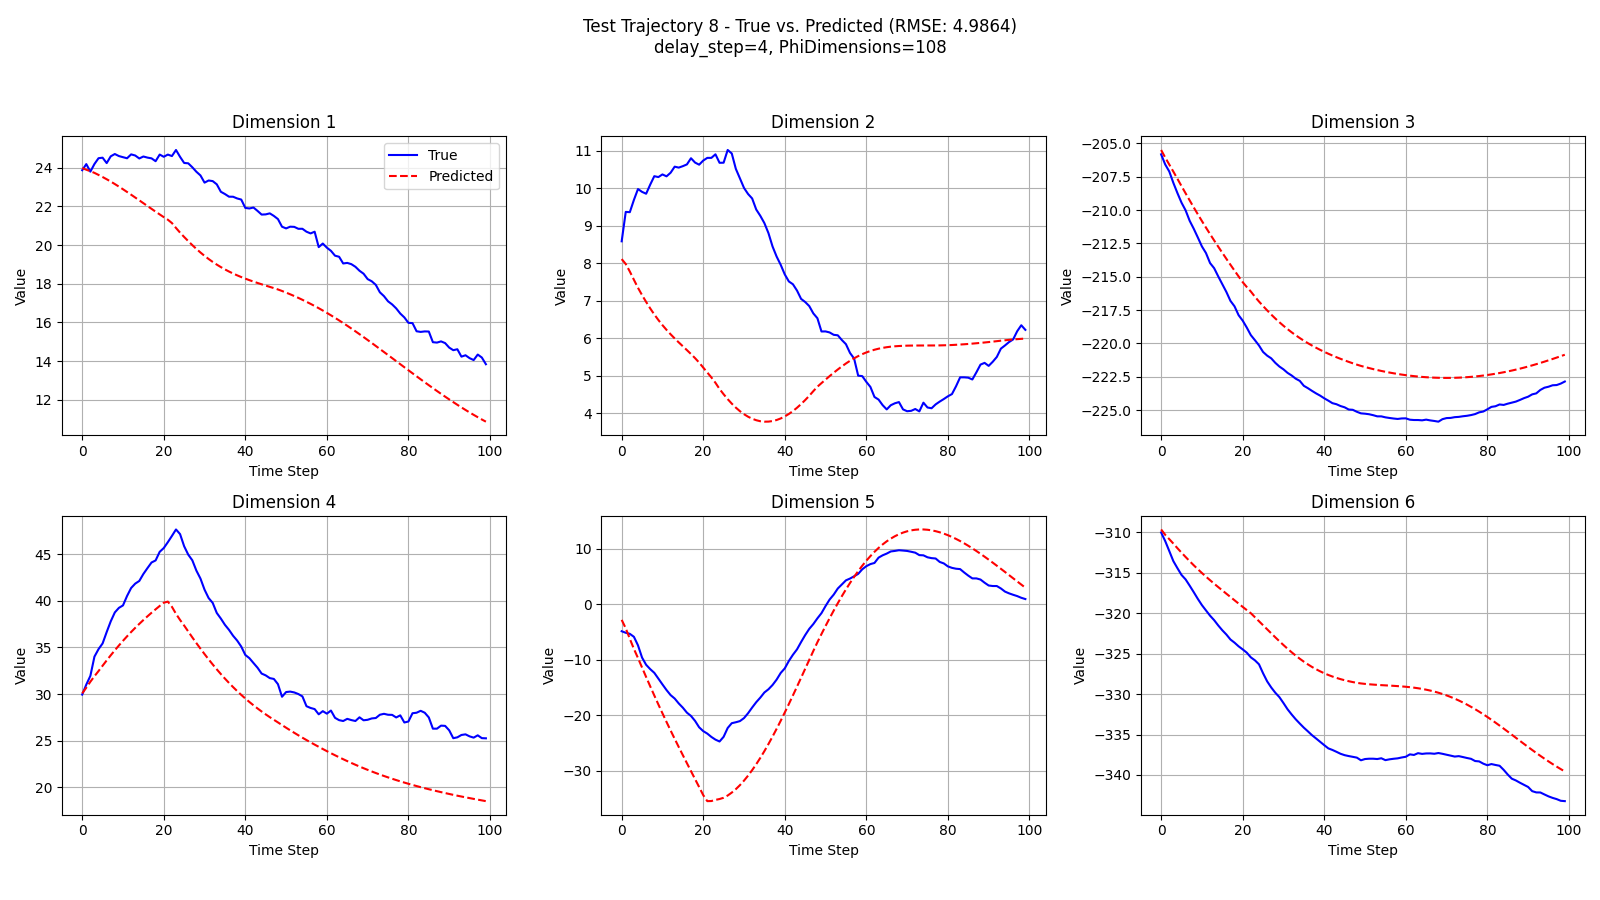 Test Trajectory 8 - True vs. Predicted (RMSE: 4.9864)
delay_step=4, PhiDimensions=108
Dimension 1
24
22
20
18
16
14
12
Value
0 20 40 60 80 100
Time Step
True
Predicted
Dimension 2
11
10
9
8
7
6
5
4
Value
0 20 40 60 80 100
Time Step
Dimension 3
−205.0
−207.5
−210.0
−212.5
−215.0
−217.5
−220.0
−222.5
−225.0
Value
0 20 40 60 80 100
Time Step
Dimension 4
45
40
35
30
25
20
Value
0 20 40 60 80 100
Time Step
Dimension 5
10
0
−10
−20
−30
Value
0 20 40 60 80 100
Time Step
Dimension 6
−310
−315
−320
−325
−330
−335
−340
Value
0 20 40 60 80 100
Time Step